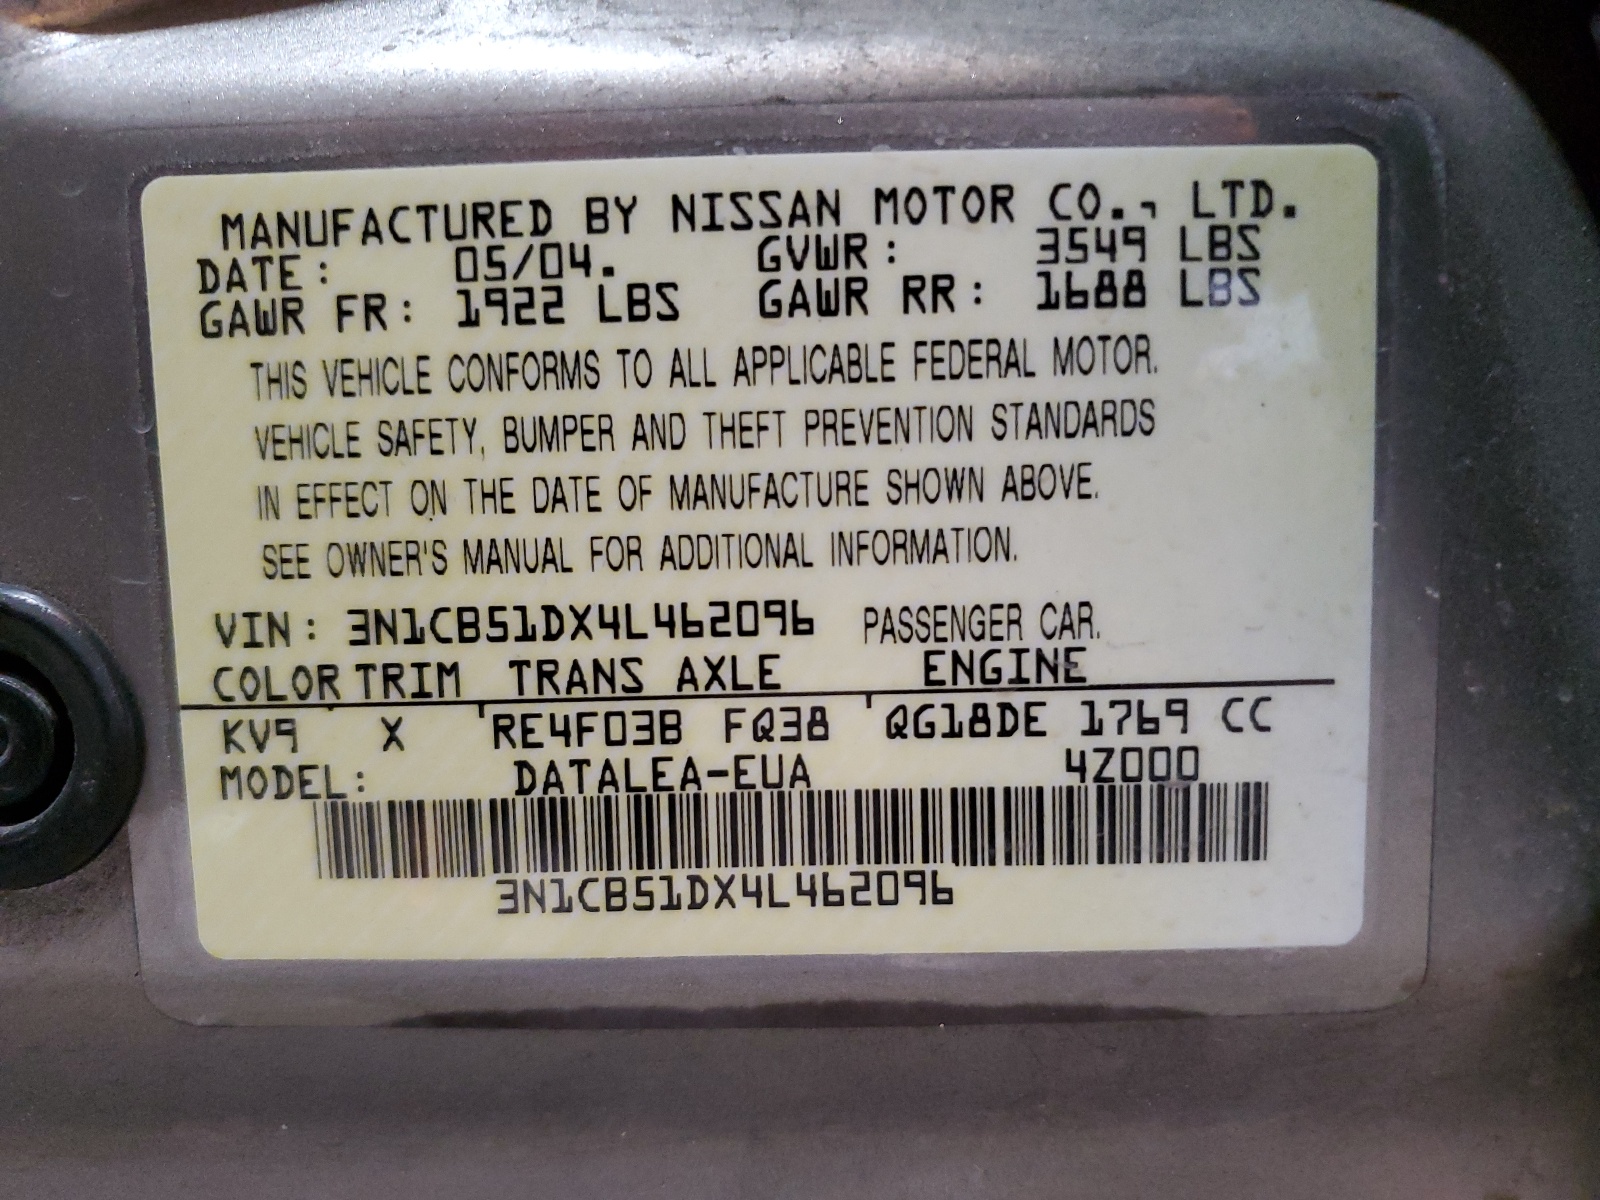 MANUFACTURED BY NISSAN MOTOR CO., LTD.
DATE: 05/04. GVWR: 3549 LBS
GAWR FR: 1922 LBS GAWR RR: 1688 LBS
THIS VEHICLE CONFORMS TO ALL APPLICABLE FEDERAL MOTOR.
VEHICLE SAFETY, BUMPER AND THEFT PREVENTION STANDARDS
IN EFFECT ON THE DATE OF MANUFACTURE SHOWN ABOVE.
SEE OWNER'S MANUAL FOR ADDITIONAL INFORMATION.
VIN: 3N1CB51DX4L462096 PASSENGER CAR.
COLOR TRIM TRANS AXLE ENGINE
KV9 X RE4F03B FQ38 QG18DE 1769 CC
MODEL: DATALEA-EUA 4Z000
3N1CB51DX4L462096